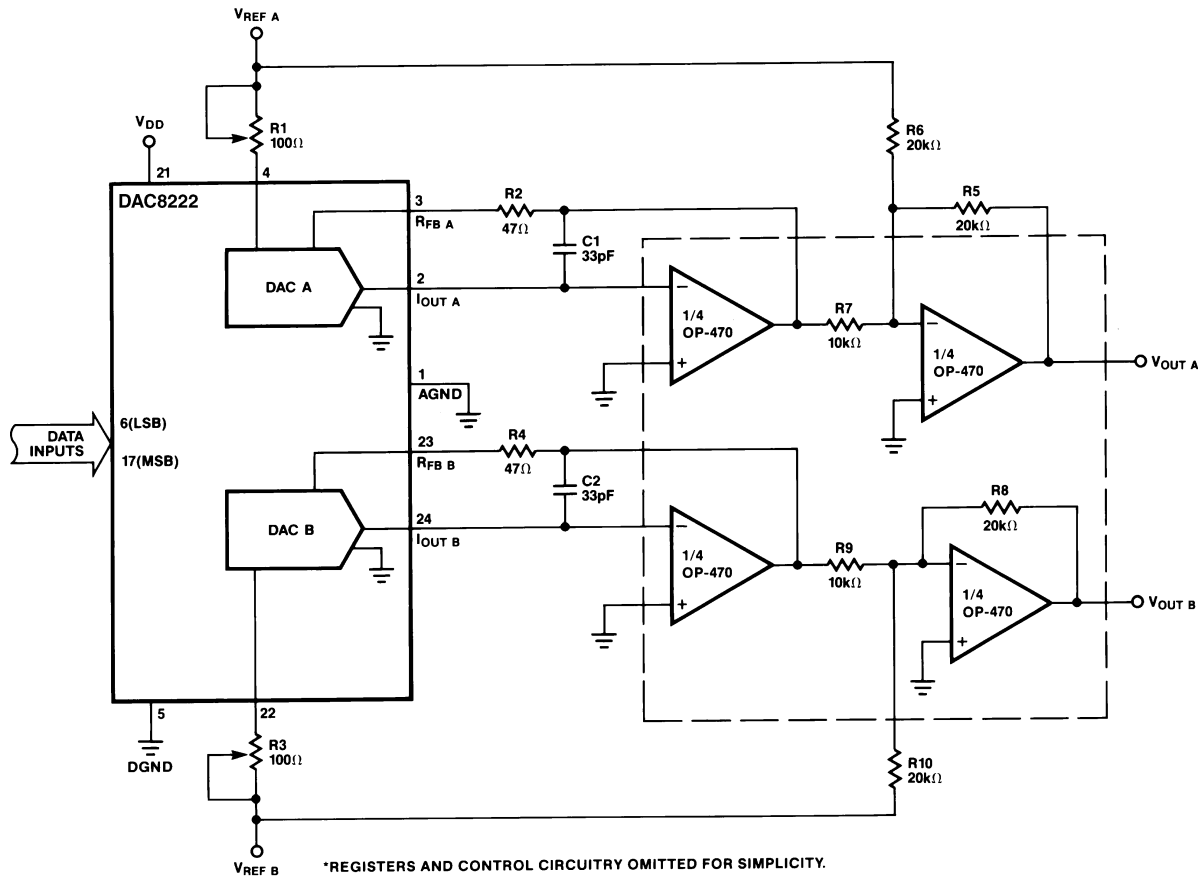 VREF A
R1
100Ω
VDD
21
4
DAC8222
3
RFB A
R2
47Ω
C1
33pF
R6
20kΩ
R5
20kΩ
DAC A
2
IOUT A
−
+
1/4
OP-470
R7
10kΩ
−
+
1/4
OP-470
VOUT A
1
AGND
DATA
INPUTS
6(LSB)
17(MSB)
23
RFB B
R4
47Ω
C2
33pF
DAC B
24
IOUT B
−
+
1/4
OP-470
R9
10kΩ
R8
20kΩ
−
+
1/4
OP-470
VOUT B
5
DGND
22
R3
100Ω
R10
20kΩ
VREF B
*REGISTERS AND CONTROL CIRCUITRY OMITTED FOR SIMPLICITY.